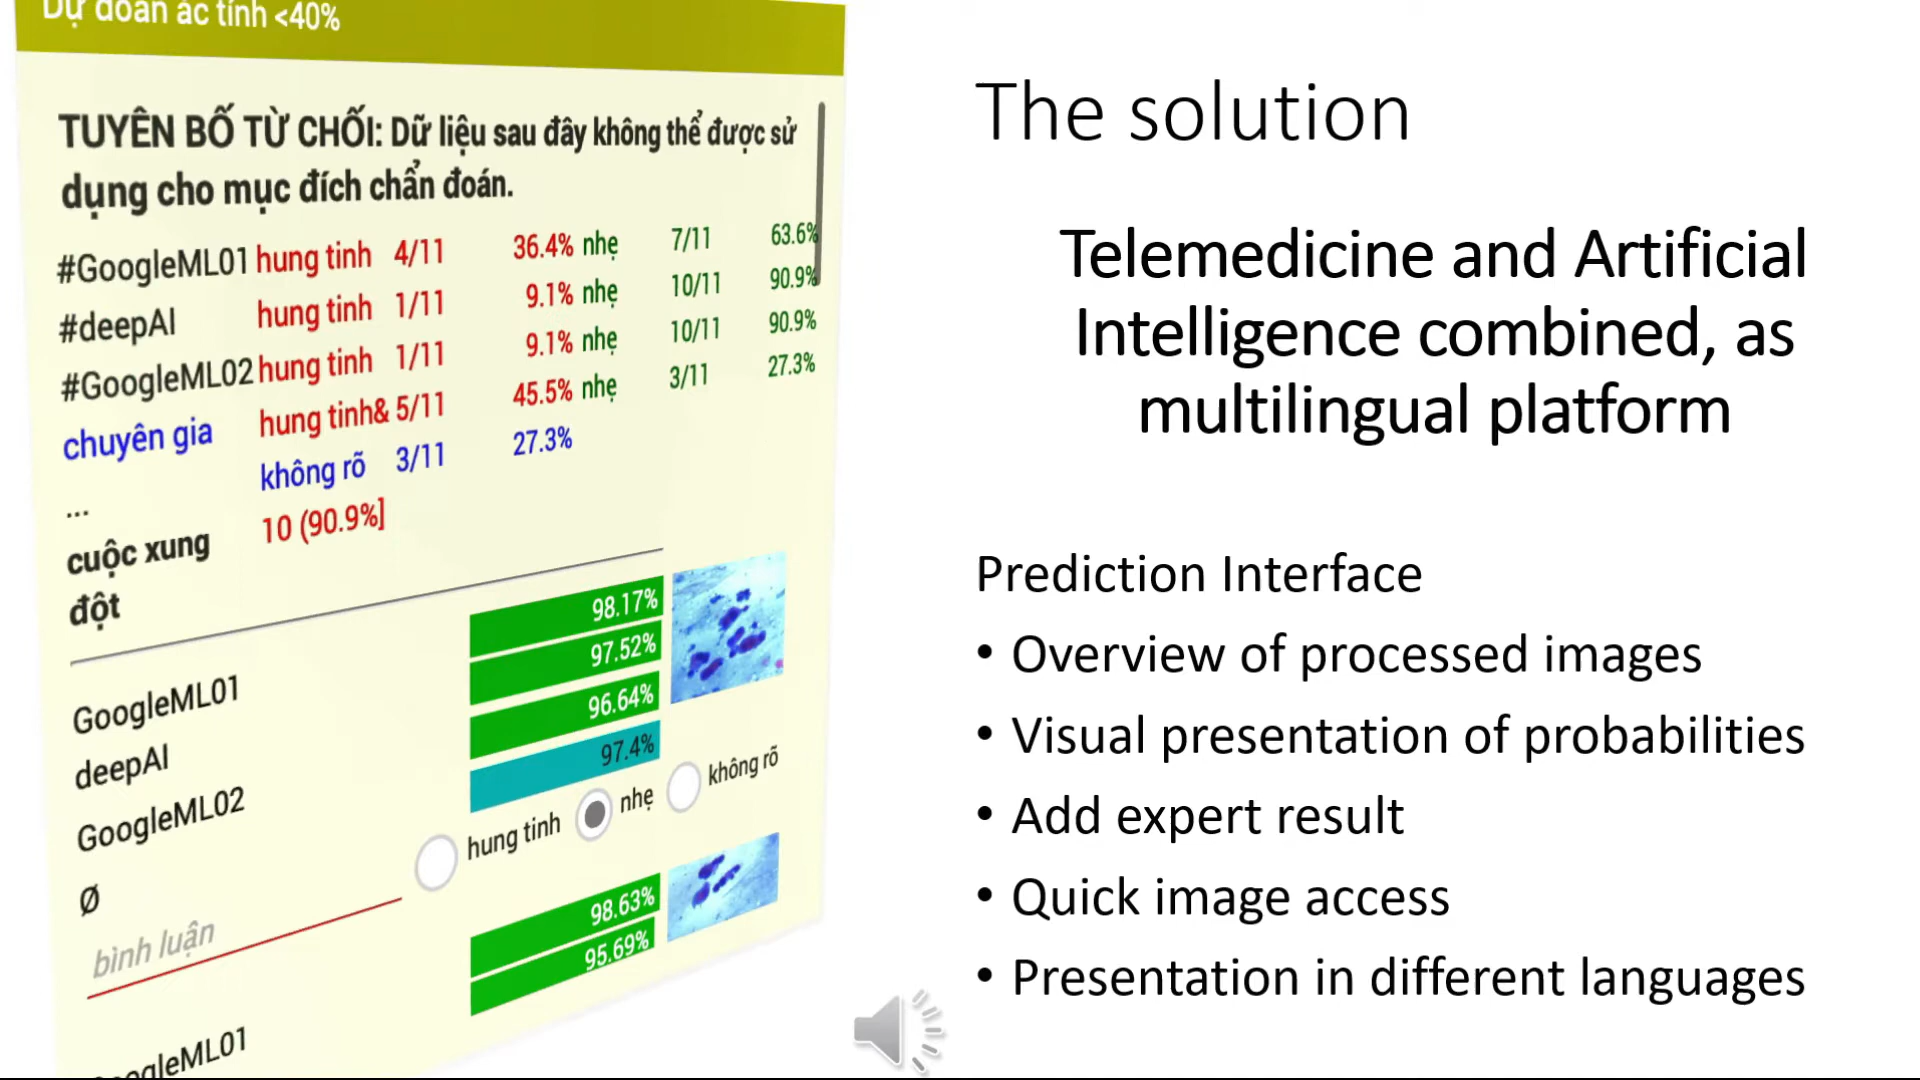 Dự đoán ác tính <40%
TUYÊN BỐ TỪ CHỐI: Dữ liệu sau đây không thể được sử
dụng cho mục đích chẩn đoán.
#GoogleML01 hung tinh 4/11 36.4% nhẹ 7/11 63.6%
#deepAI hung tinh 1/11 9.1% nhẹ 10/11 90.9%
#GoogleML02 hung tinh 1/11 9.1% nhẹ 10/11 90.9%
chuyên gia hung tinh& 5/11 45.5% nhẹ 3/11 27.3%
không rõ 3/11 27.3%
...
cuộc xung 10 (90.9%]
đột
GoogleML01 98.17%
deepAI 97.52%
GoogleML02 96.64%
Ø 97.4%
hung tinh nhẹ không rõ
bình luận
98.63%
95.69%
GoogleML01
The solution
Telemedicine and Artificial
Intelligence combined, as
multilingual platform
Prediction Interface
• Overview of processed images
• Visual presentation of probabilities
• Add expert result
• Quick image access
• Presentation in different languages